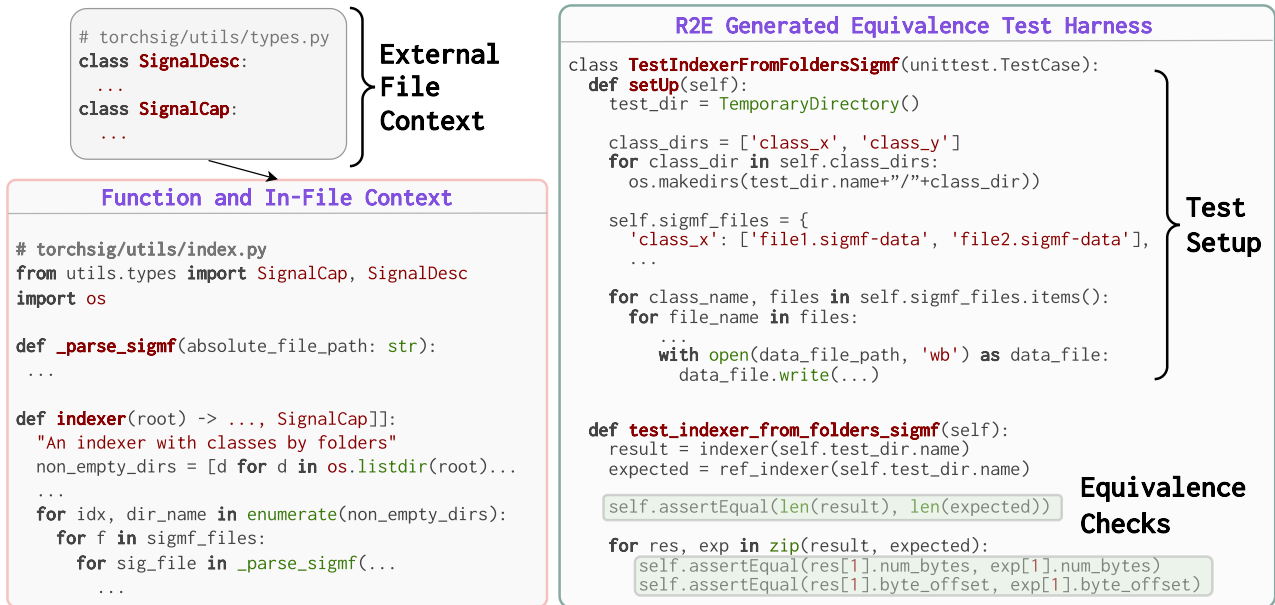 # torchsig/utils/types.py
class SignalDesc:
...
class SignalCap:
...
External
File
Context
Function and In-File Context
# torchsig/utils/index.py
from utils.types import SignalCap, SignalDesc
import os
def _parse_sigmf(absolute_file_path: str):
...
def indexer(root) -> ..., SignalCap]]:
"An indexer with classes by folders"
non_empty_dirs = [d for d in os.listdir(root)...
...
for idx, dir_name in enumerate(non_empty_dirs):
for f in sigmf_files:
for sig_file in _parse_sigmf(...
...
R2E Generated Equivalence Test Harness
class TestIndexerFromFoldersSigmf(unittest.TestCase):
def setUp(self):
test_dir = TemporaryDirectory()
class_dirs = ['class_x', 'class_y']
for class_dir in self.class_dirs:
os.makedirs(test_dir.name+”/”+class_dir))
self.sigmf_files = {
'class_x': ['file1.sigmf-data', 'file2.sigmf-data'],
...
for class_name, files in self.sigmf_files.items():
for file_name in files:
...
with open(data_file_path, 'wb') as data_file:
data_file.write(...)
Test
Setup
def test_indexer_from_folders_sigmf(self):
result = indexer(self.test_dir.name)
expected = ref_indexer(self.test_dir.name)
self.assertEqual(len(result), len(expected))
Equivalence
Checks
for res, exp in zip(result, expected):
self.assertEqual(res[1].num_bytes, exp[1].num_bytes)
self.assertEqual(res[1].byte_offset, exp[1].byte_offset)